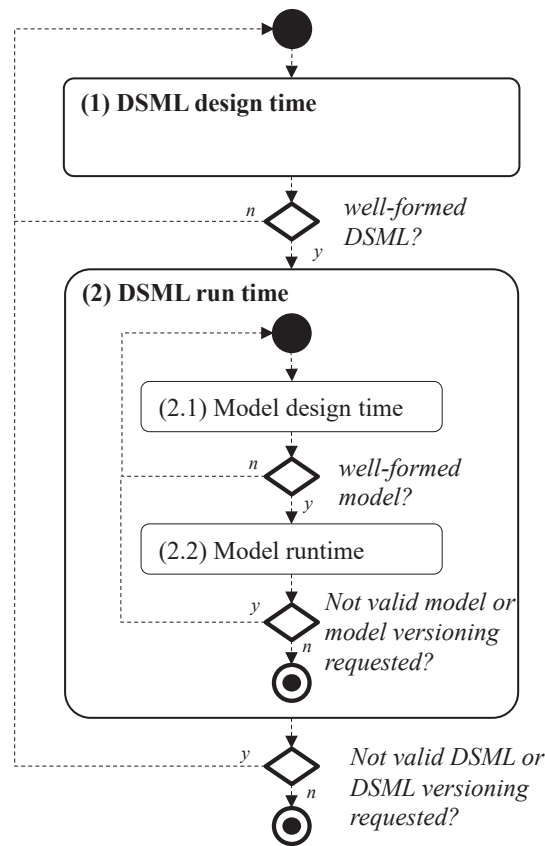 (1) DSML design time
n
well-formed
DSML?
y
(2) DSML run time
(2.1) Model design time
n
well-formed
model?
y
(2.2) Model runtime
y
Not valid model or
model versioning
requested?
n
y
Not valid DSML or
DSML versioning
requested?
n